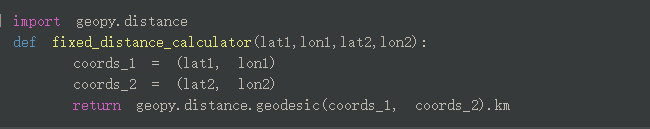 import geopy.distance
def fixed_distance_calculator(lat1,lon1,lat2,lon2):
coords_1 = (lat1, lon1)
coords_2 = (lat2, lon2)
return geopy.distance.geodesic(coords_1, coords_2).km